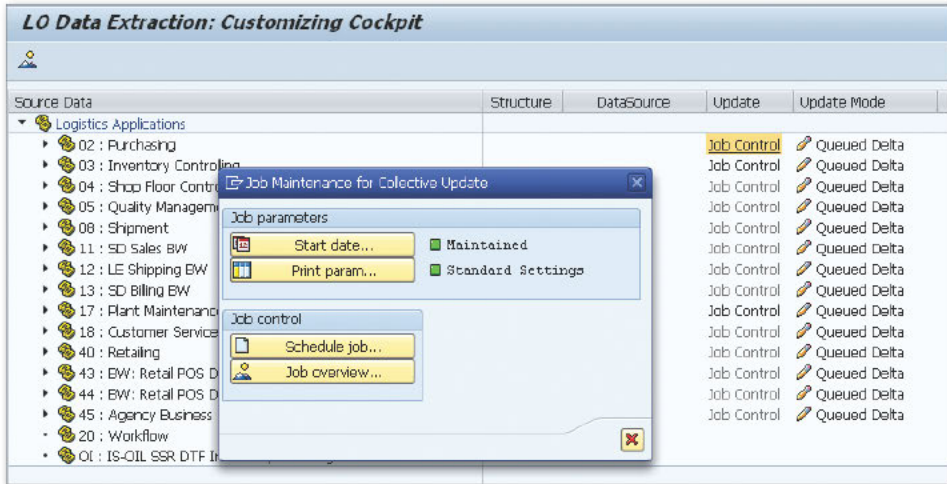 LO Data Extraction: Customizing Cockpit
Source Data Structure DataSource Update Update Mode
Logistics Applications
02 : Purchasing Job Control Queued Delta
03 : Inventory Controling Job Control Queued Delta
04 : Shop Floor Contro Job Control Queued Delta
05 : Quality Manageme Job Control Queued Delta
08 : Shipment Job Control Queued Delta
11 : SD Sales BW Job Control Queued Delta
12 : LE Shipping BW Job Control Queued Delta
13 : SD Billing BW Job Control Queued Delta
17 : Plant Maintenance Job Control Queued Delta
18 : Customer Service Job Control Queued Delta
40 : Retailing Job Control Queued Delta
43 : BW: Retail POS D Job Control Queued Delta
44 : BW: Retail POS D Job Control Queued Delta
45 : Agency Business Job Control Queued Delta
20 : Workflow
OI : IS-OIL SSR DTF
Job Maintenance for Colective Update
Job parameters
Start date... Maintained
Print param... Standard Settings
Job control
Schedule job...
Job overview...